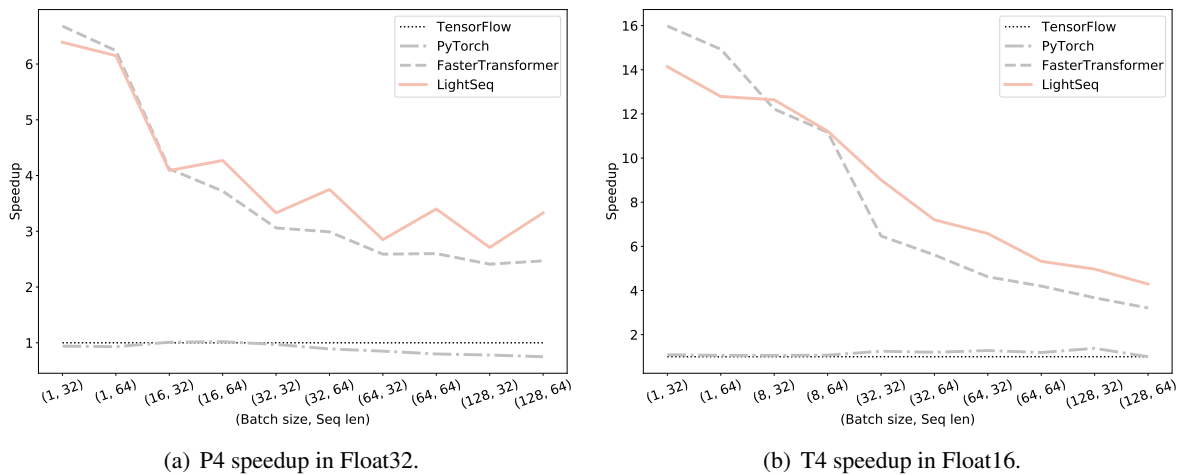 TensorFlow
PyTorch
FasterTransformer
LightSeq
6
5
4
3
2
1
Speedup
(1, 32)
(1, 64)
(16, 32)
(16, 64)
(32, 32)
(32, 64)
(64, 32)
(64, 64)
(128, 32)
(128, 64)
(Batch size, Seq len)
(a) P4 speedup in Float32.
TensorFlow
PyTorch
FasterTransformer
LightSeq
16
14
12
10
8
6
4
2
Speedup
(1, 32)
(1, 64)
(8, 32)
(8, 64)
(32, 32)
(32, 64)
(64, 32)
(64, 64)
(128, 32)
(128, 64)
(Batch size, Seq len)
(b) T4 speedup in Float16.